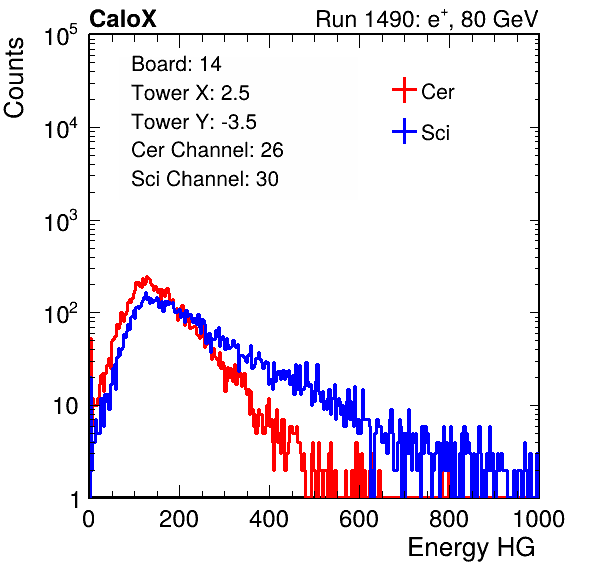 CaloX Run 1490: e⁺, 80 GeV
Counts
Board: 14
Tower X: 2.5
Tower Y: -3.5
Cer Channel: 26
Sci Channel: 30
Cer
Sci
10⁵
10⁴
10³
10²
10
1
0 200 400 600 800 1000
Energy HG